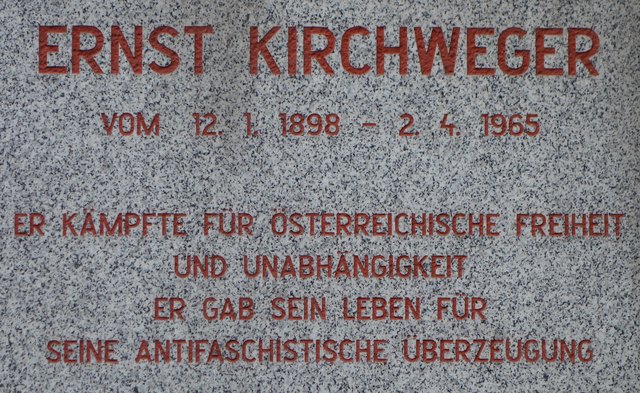 ERNST KIRCHWEGER
VOM 12. 1. 1898 – 2. 4. 1965
ER KÄMPFTE FÜR ÖSTERREICHISCHE FREIHEIT
UND UNABHÄNGIGKEIT
ER GAB SEIN LEBEN FÜR
SEINE ANTIFASCHISTISCHE ÜBERZEUGUNG